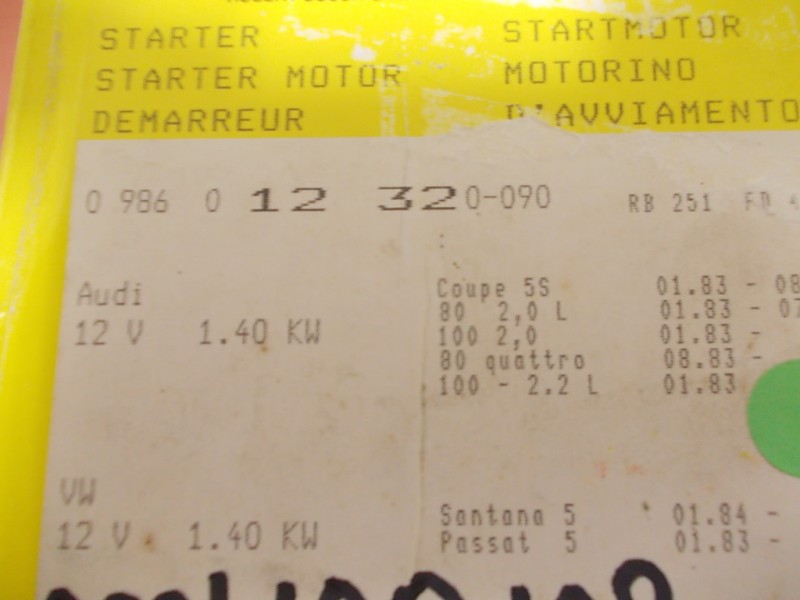 STARTER STARTMOTOR
STARTER MOTOR MOTORINO
DEMARREUR D'AVVIAMENTO
0 986 0 12 320-090 RB 251
Audi
12 V 1.40 KW
Coupe 5S 01.83 - 08
80 2,0 L 01.83 - 07
100 2,0 01.83 -
80 quattro 08.83 -
100 - 2.2 L 01.83
VW
12 V 1.40 KW
Santana 5 01.84 -
Passat 5 01.83 -